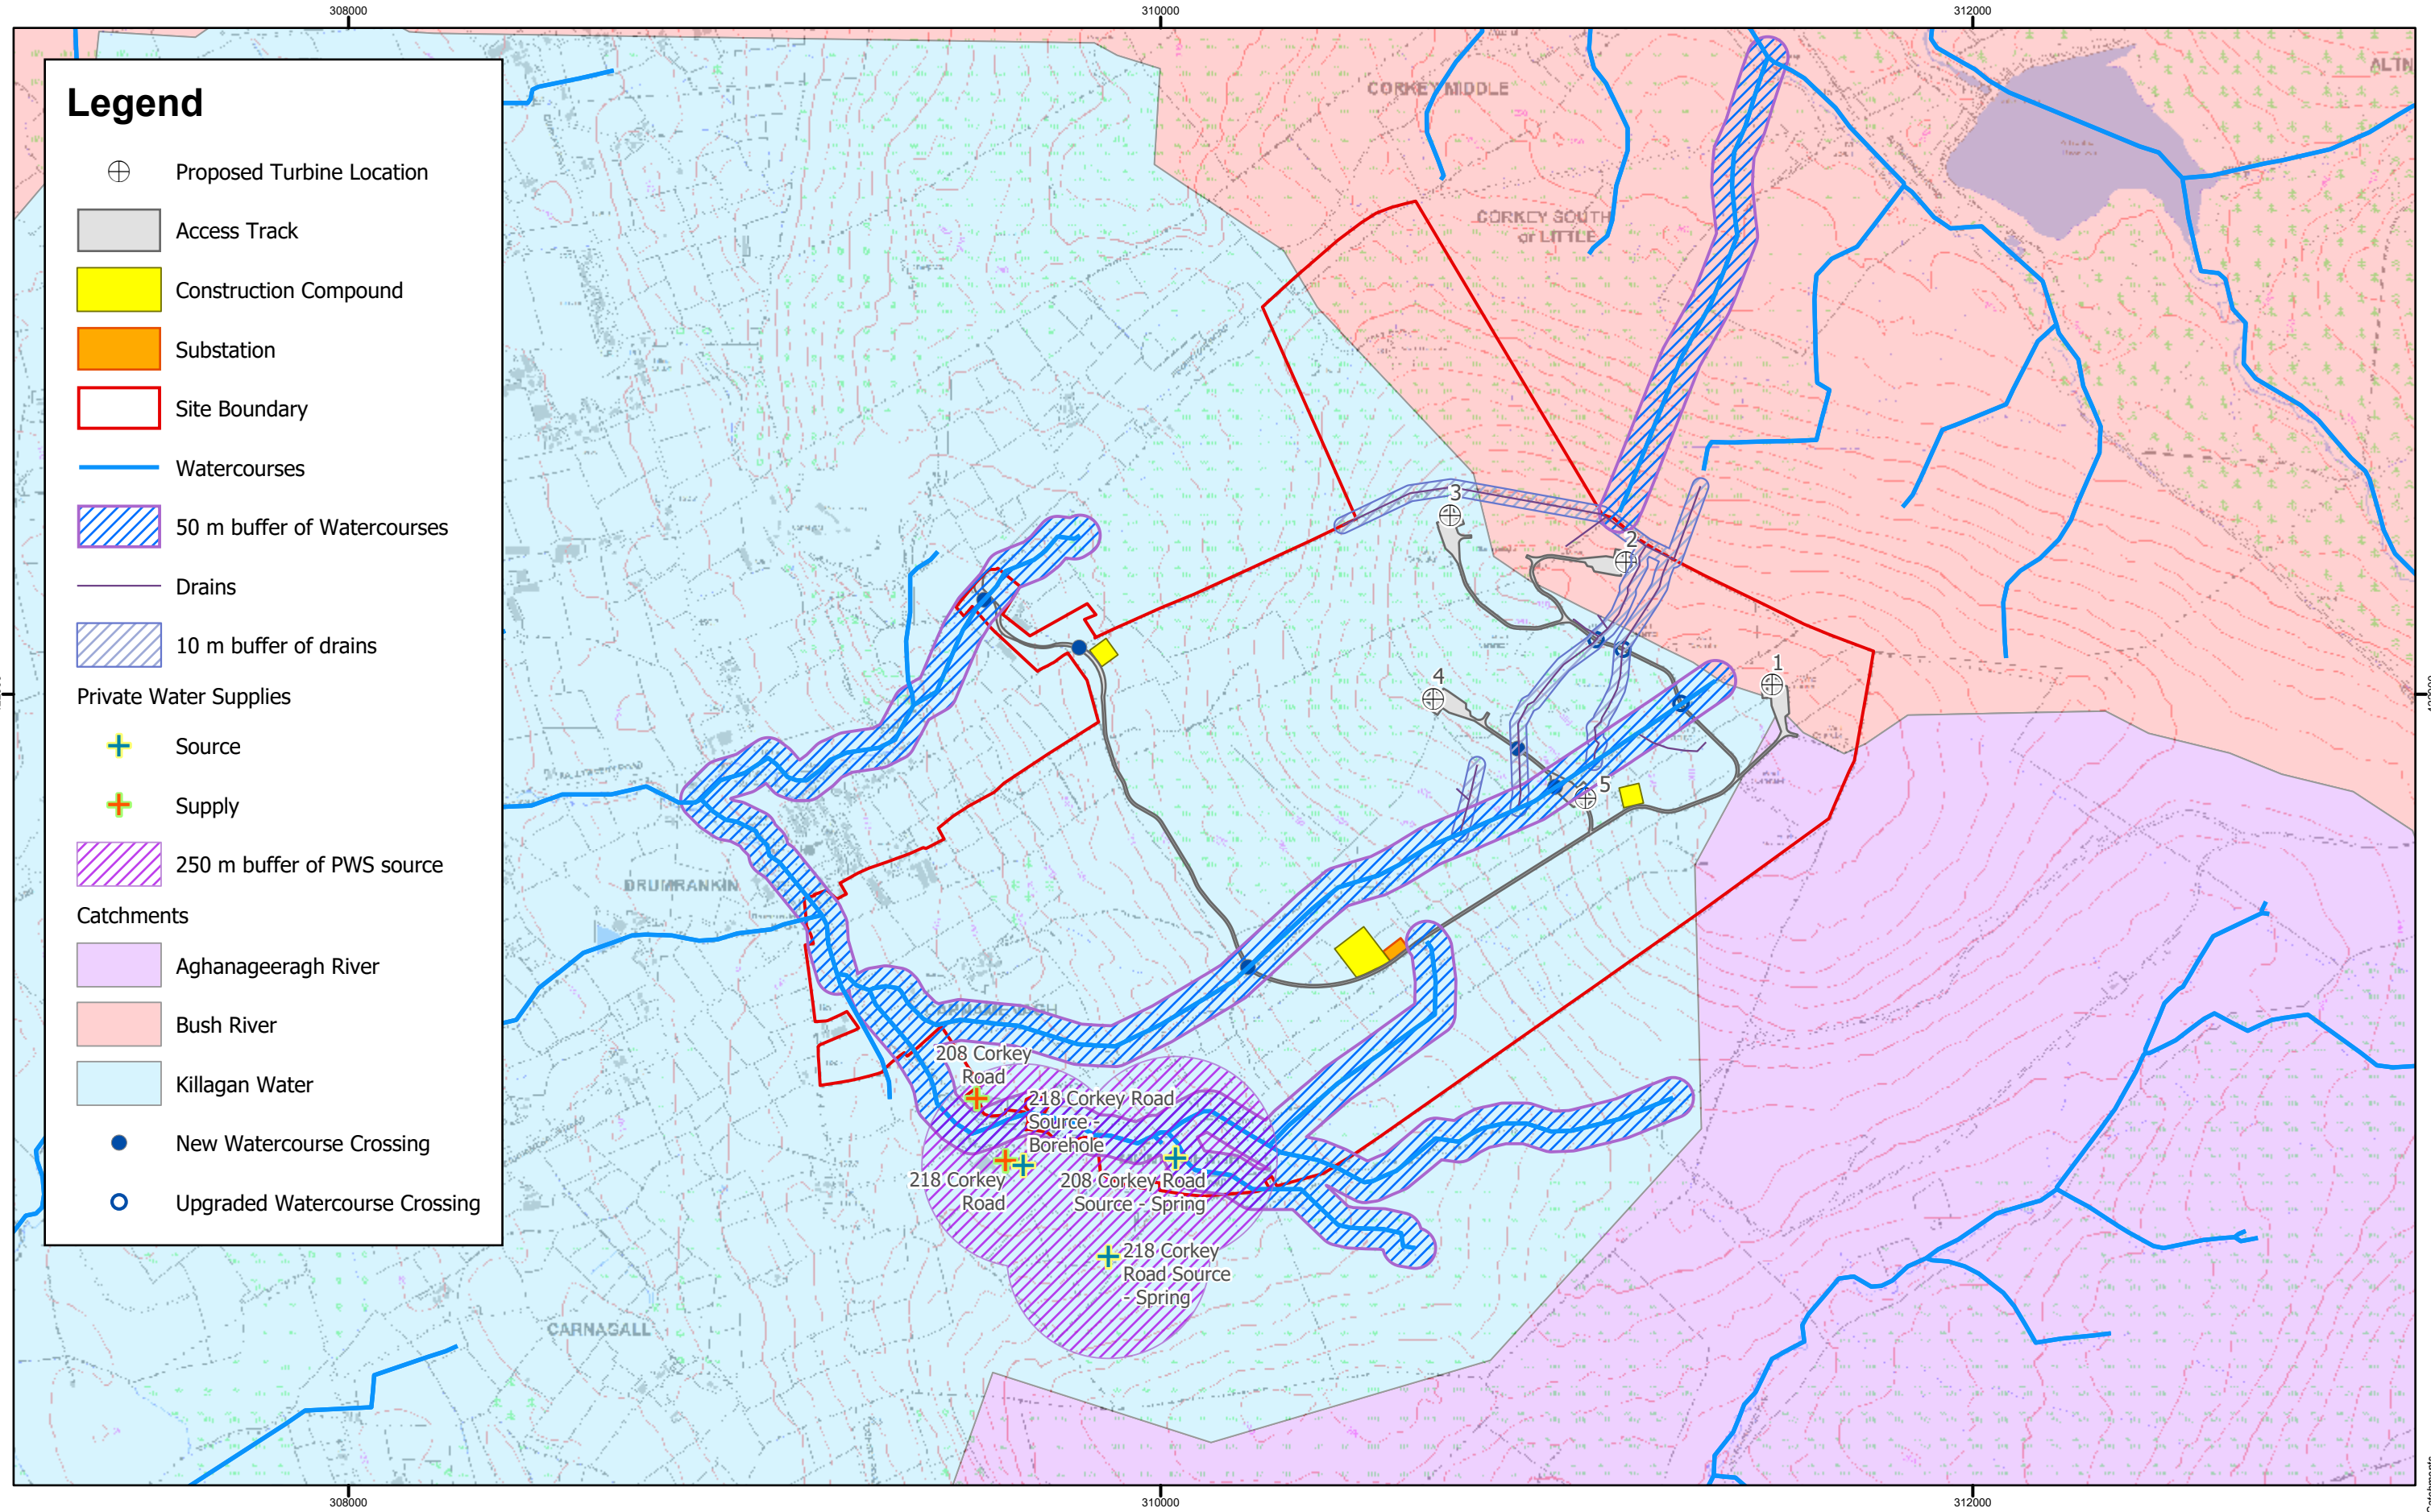 308000
310000
312000
Legend
Proposed Turbine Location
Access Track
Construction Compound
Substation
Site Boundary
Watercourses
50 m buffer of Watercourses
Drains
10 m buffer of drains
Private Water Supplies
Source
Supply
250 m buffer of PWS source
Catchments
Aghanageeragh River
Bush River
Killagan Water
New Watercourse Crossing
Upgraded Watercourse Crossing
CORKEY MIDDLE
ALTN
CORKEY SOUTH
or LITTLE
3
2
1
4
5
DRUMRANKIN
208 Corkey
Road
218 Corkey Road
Source -
Borehole
218 Corkey
Road
208 Corkey Road
Source - Spring
218 Corkey
Road Source
- Spring
CARNAGALL
308000
310000
312000